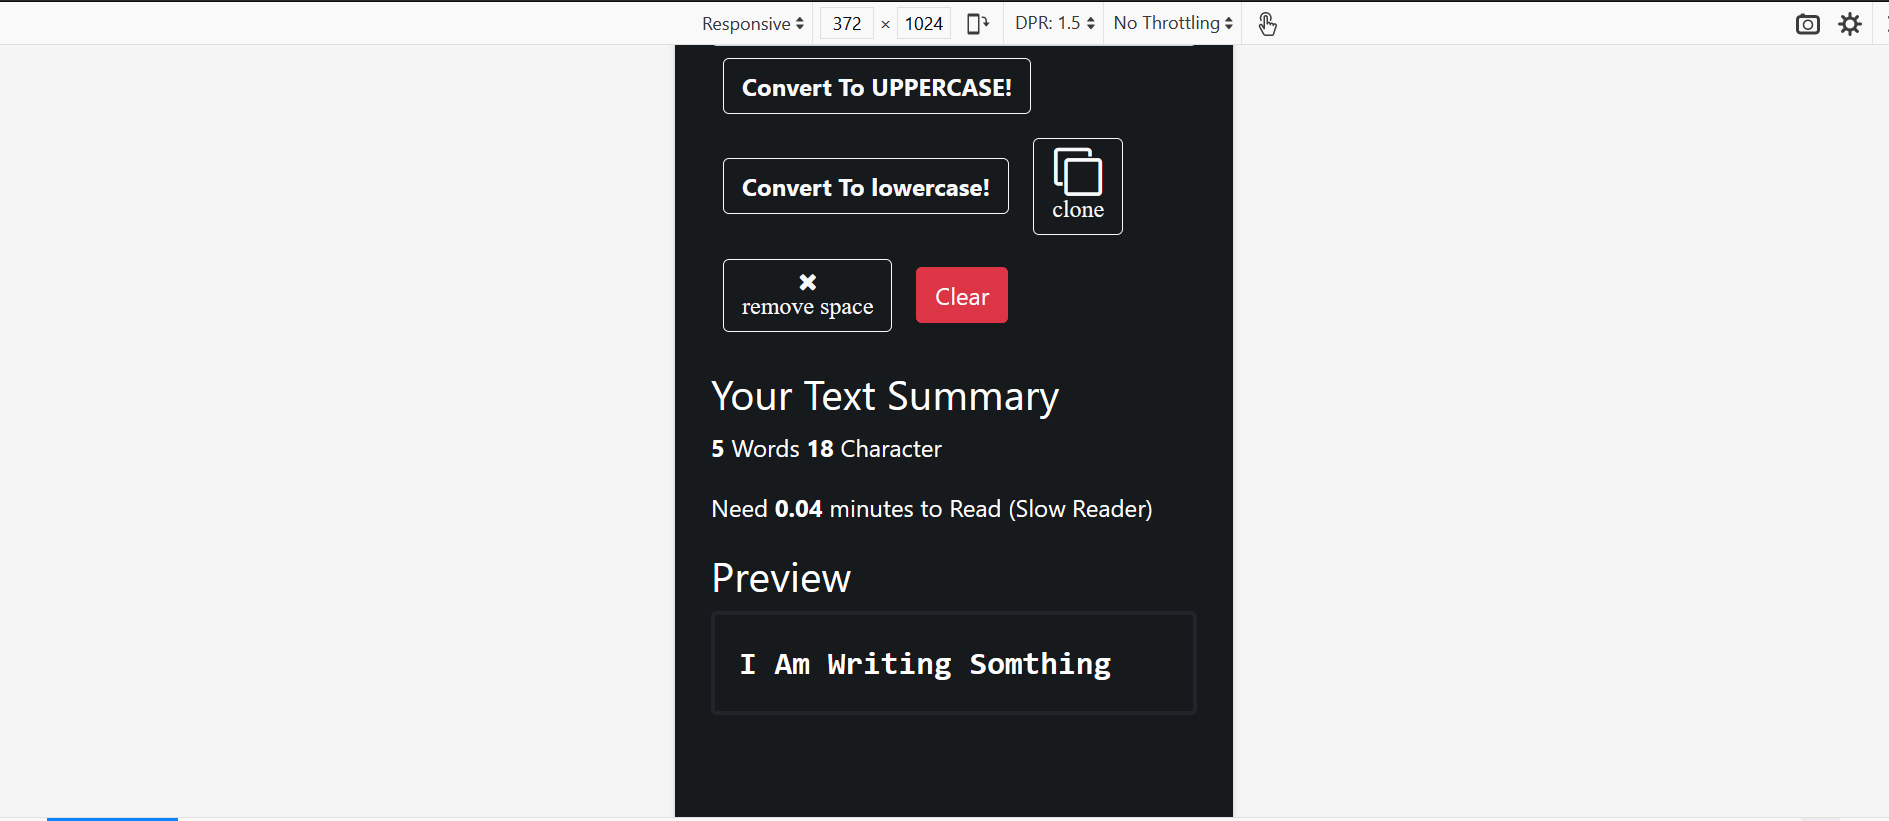 Responsive 372 × 1024 DPR: 1.5 No Throttling
Convert To UPPERCASE!
Convert To lowercase!
clone
remove space
Clear
Your Text Summary
5 Words 18 Character
Need 0.04 minutes to Read (Slow Reader)
Preview
I Am Writing Somthing